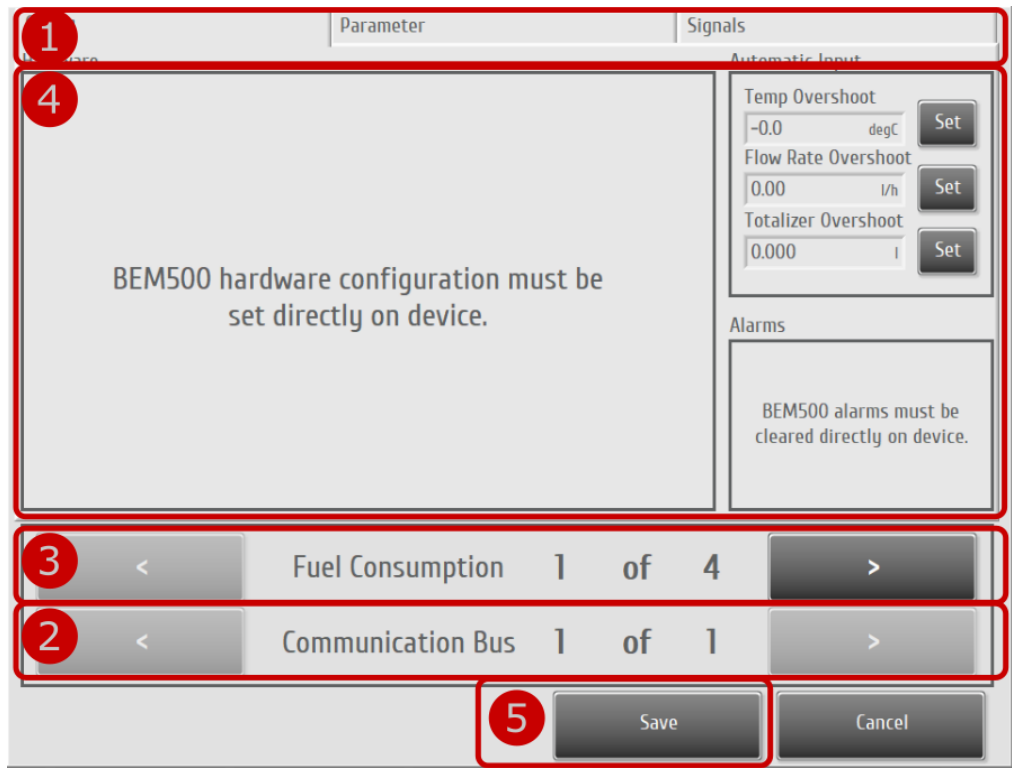 1
Parameter
Signals
4
Automatic Input
Temp Overshoot
-0.0 degC
Set
Flow Rate Overshoot
0.00 l/h
Set
Totalizer Overshoot
0.000 l
Set
BEM500 hardware configuration must be
set directly on device.
Alarms
BEM500 alarms must be
cleared directly on device.
3
< Fuel Consumption 1 of 4 >
2
< Communication Bus 1 of 1 >
5
Save
Cancel